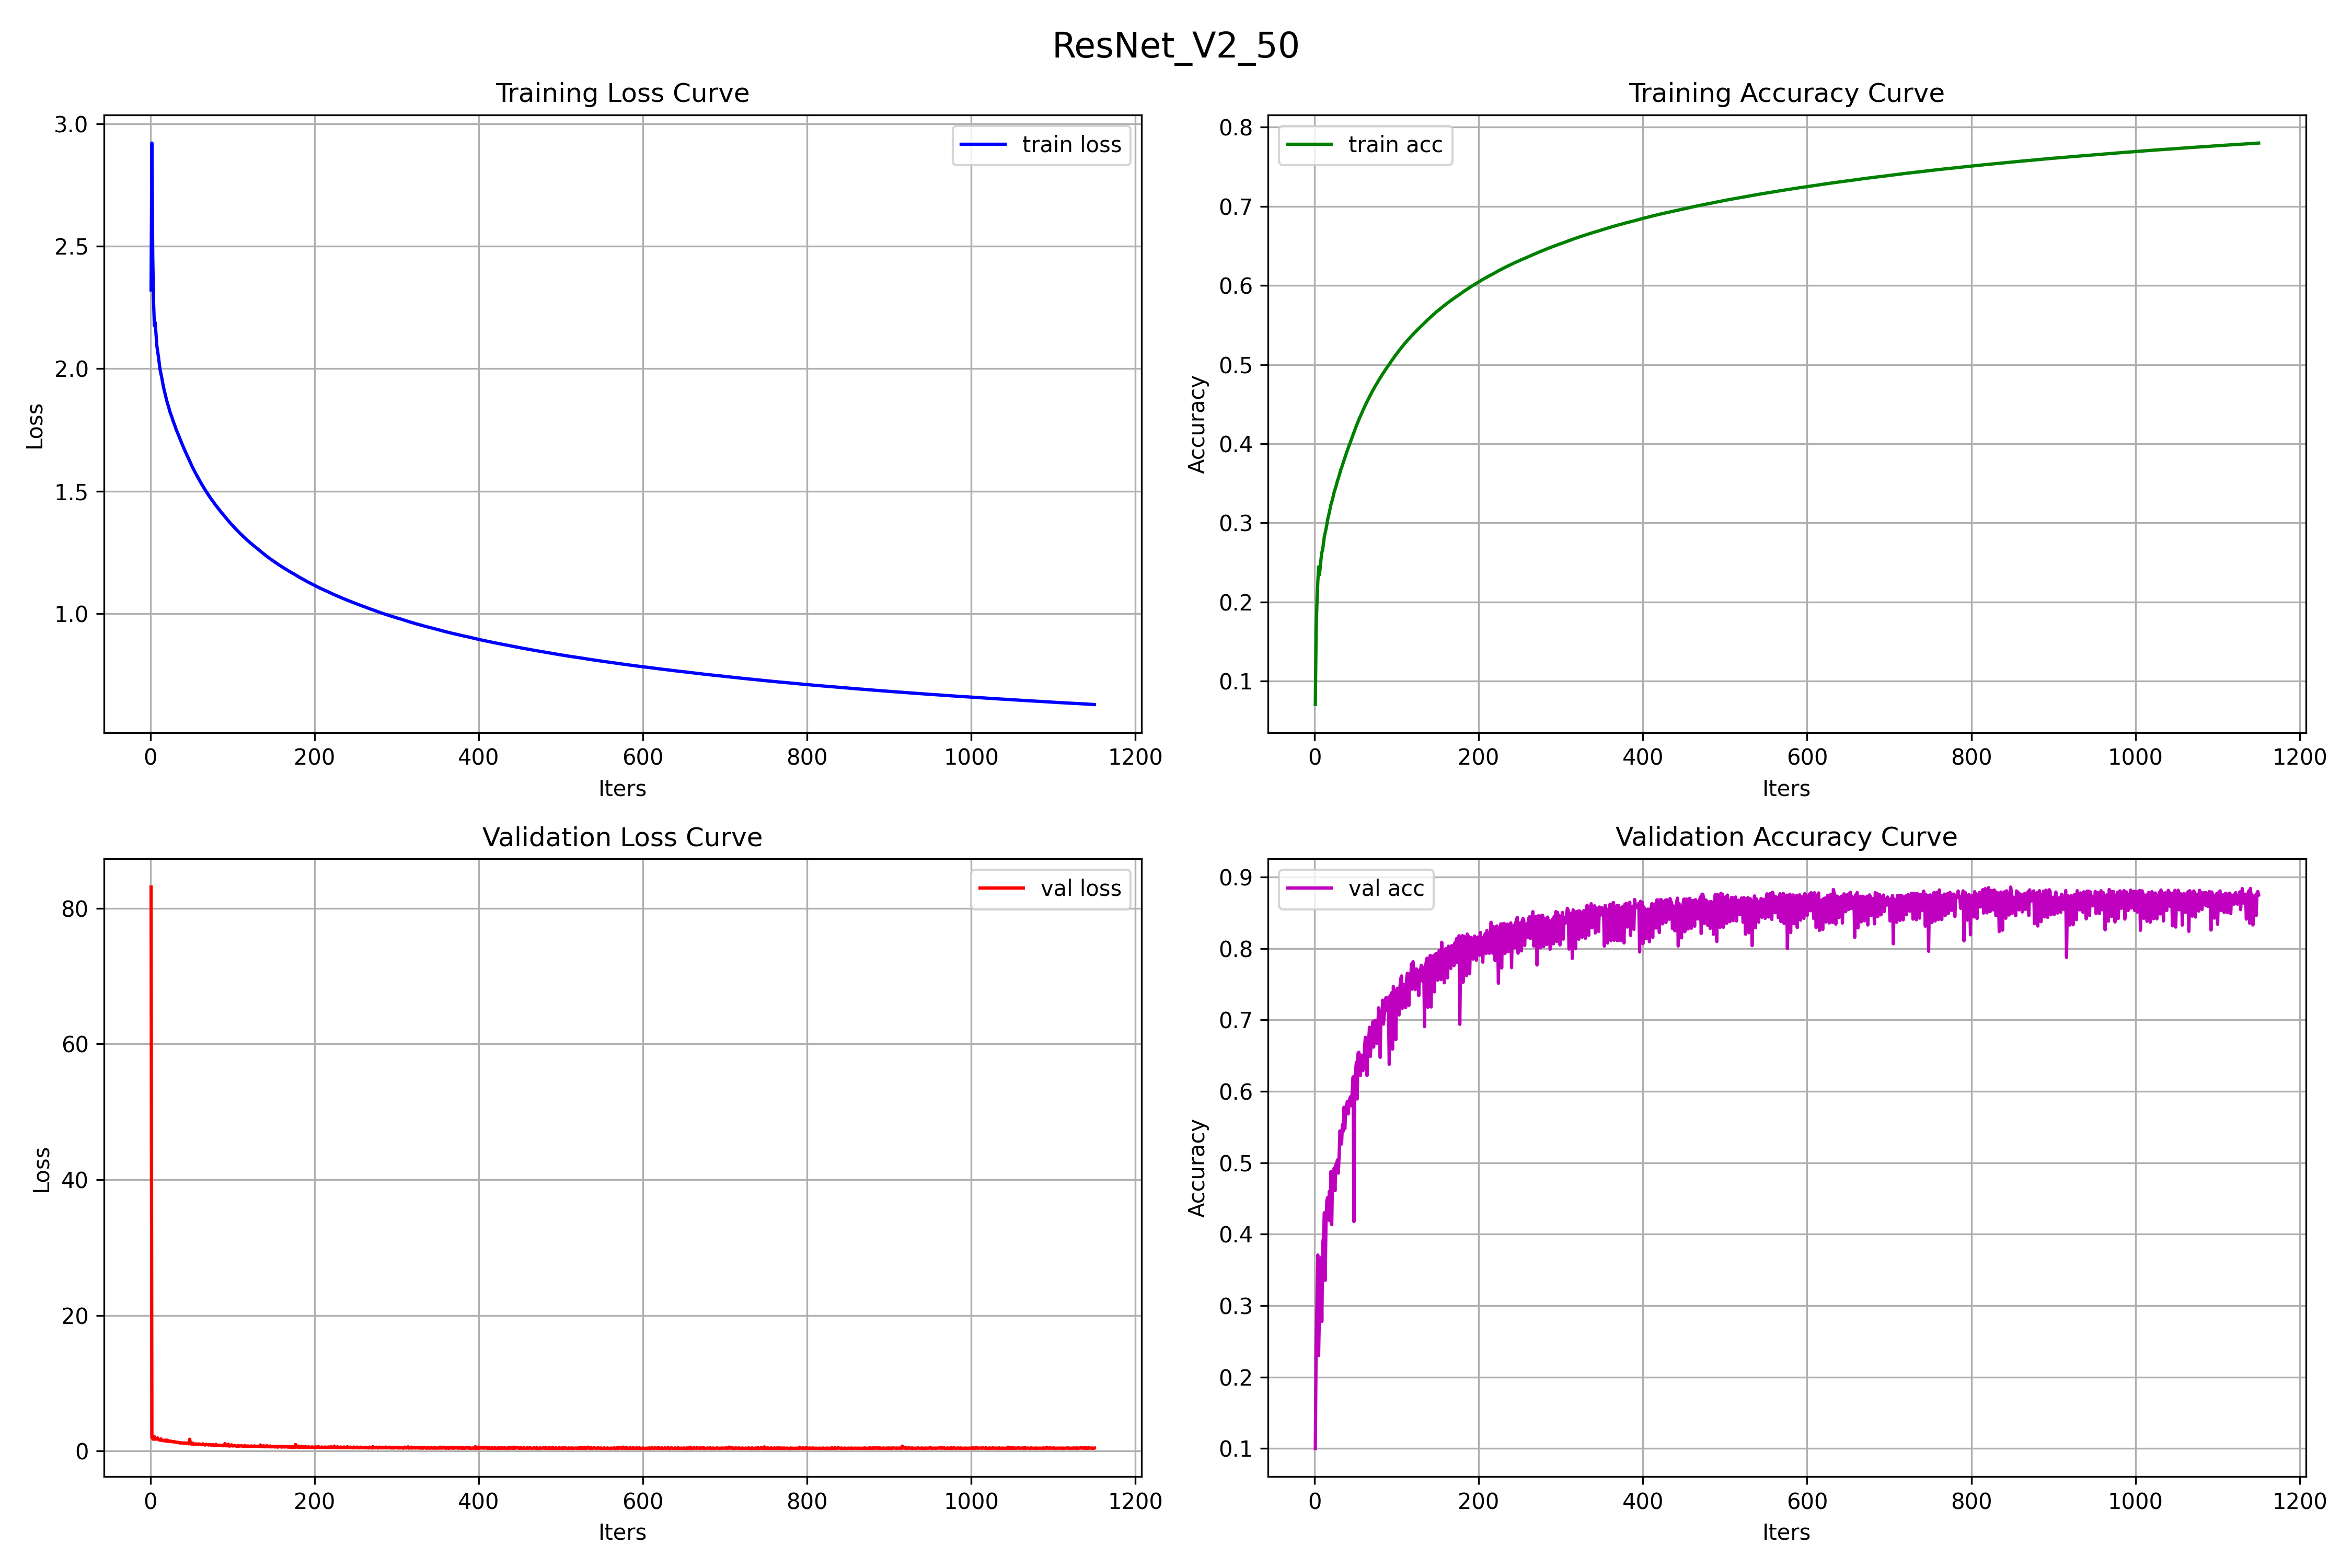 ResNet_V2_50
Training Loss Curve
3.0
2.5
2.0
1.5
1.0
Loss
train loss
0 200 400 600 800 1000 1200
Iters
Training Accuracy Curve
0.8
0.7
0.6
0.5
0.4
0.3
0.2
0.1
Accuracy
train acc
0 200 400 600 800 1000 1200
Iters
Validation Loss Curve
80
60
40
20
0
Loss
val loss
0 200 400 600 800 1000 1200
Iters
Validation Accuracy Curve
0.9
0.8
0.7
0.6
0.5
0.4
0.3
0.2
0.1
Accuracy
val acc
0 200 400 600 800 1000 1200
Iters